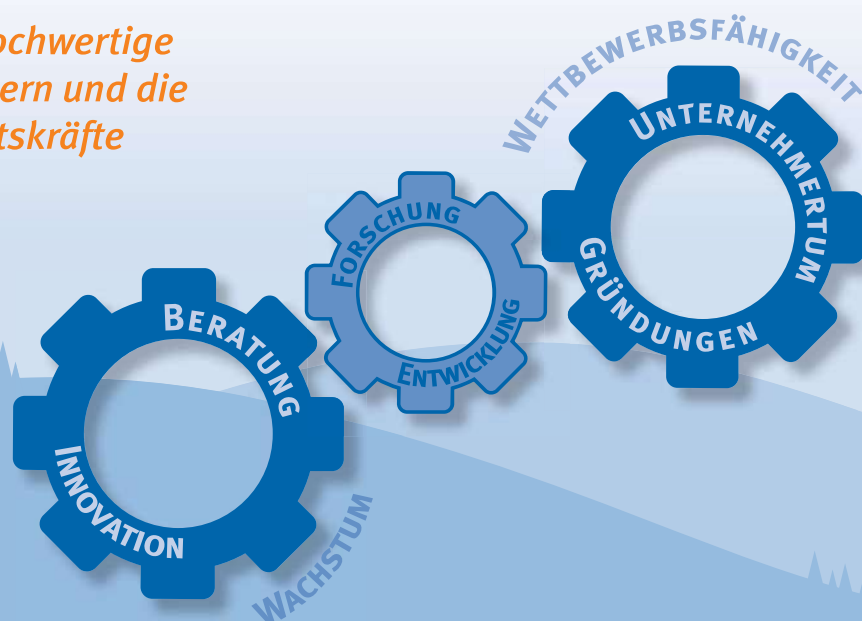 ochwertige
ern und die
tskräfte
WETTBEWERBSFÄHIGKEIT
UNTERNEHMERTUM
GRÜNDUNGEN
FORSCHUNG
ENTWICKLUNG
BERATUNG
INNOVATION
WACHSTUM